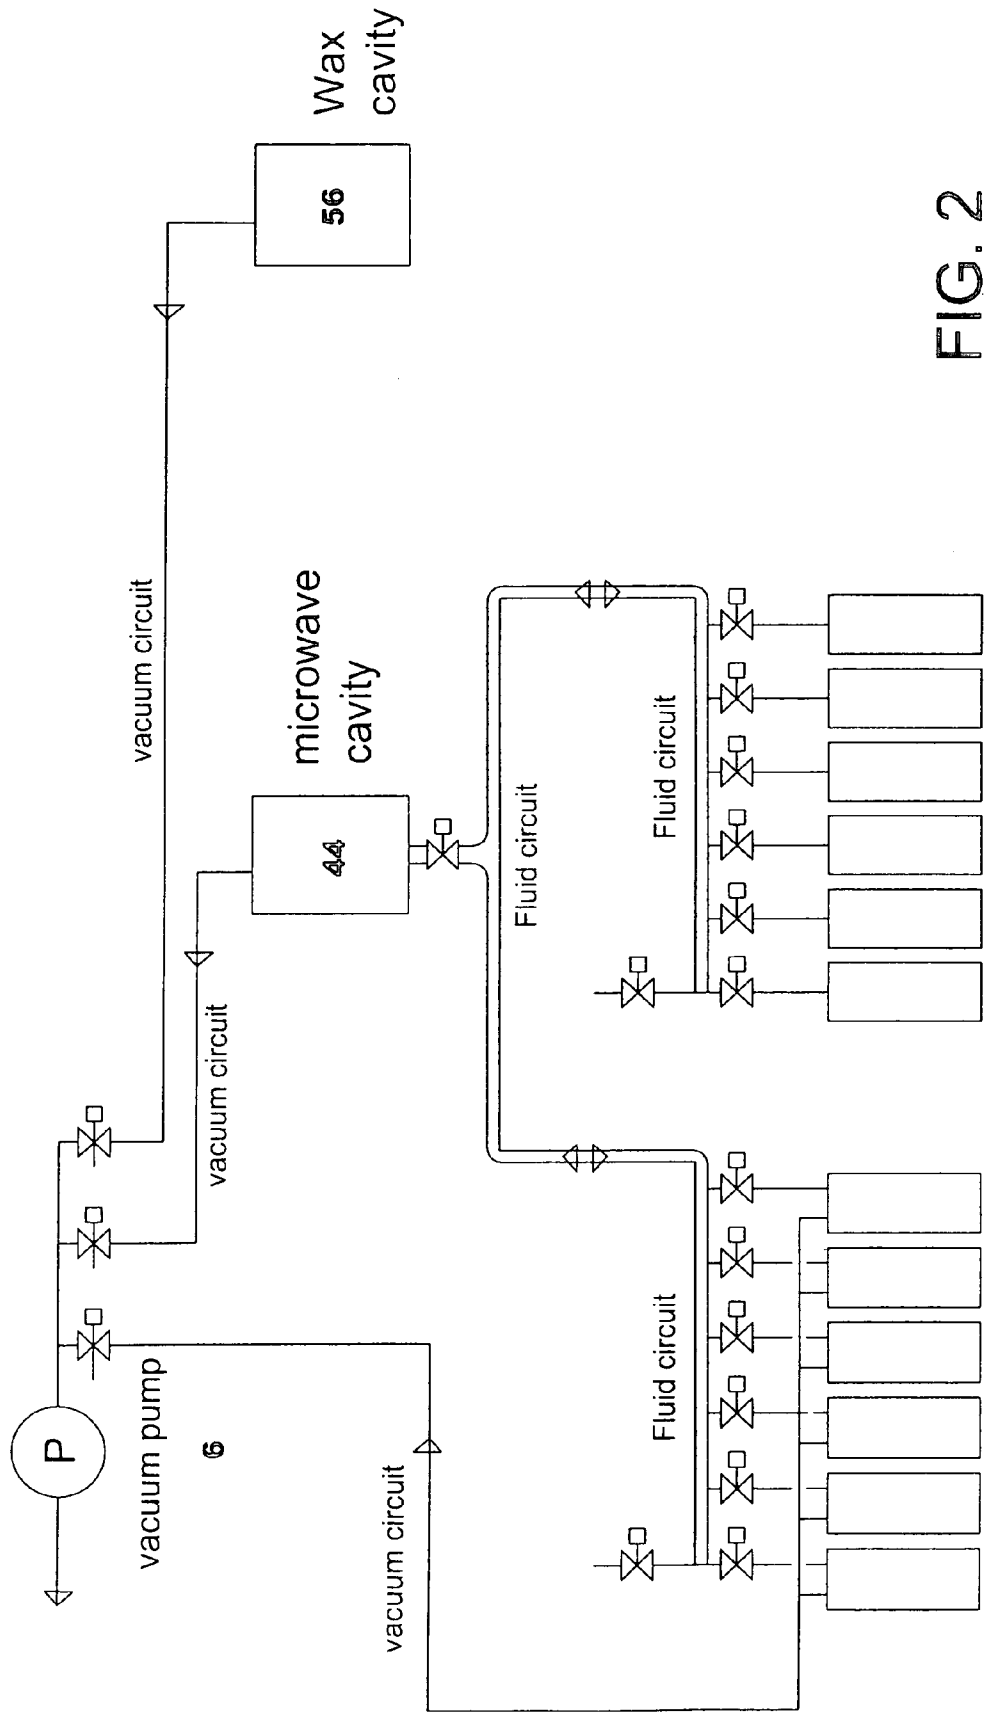 Wax
cavity
56
vacuum circuit
microwave
cavity
44
vacuum circuit
P
vacuum pump
6
vacuum circuit
Fluid circuit
Fluid circuit
Fluid circuit
FIG. 2